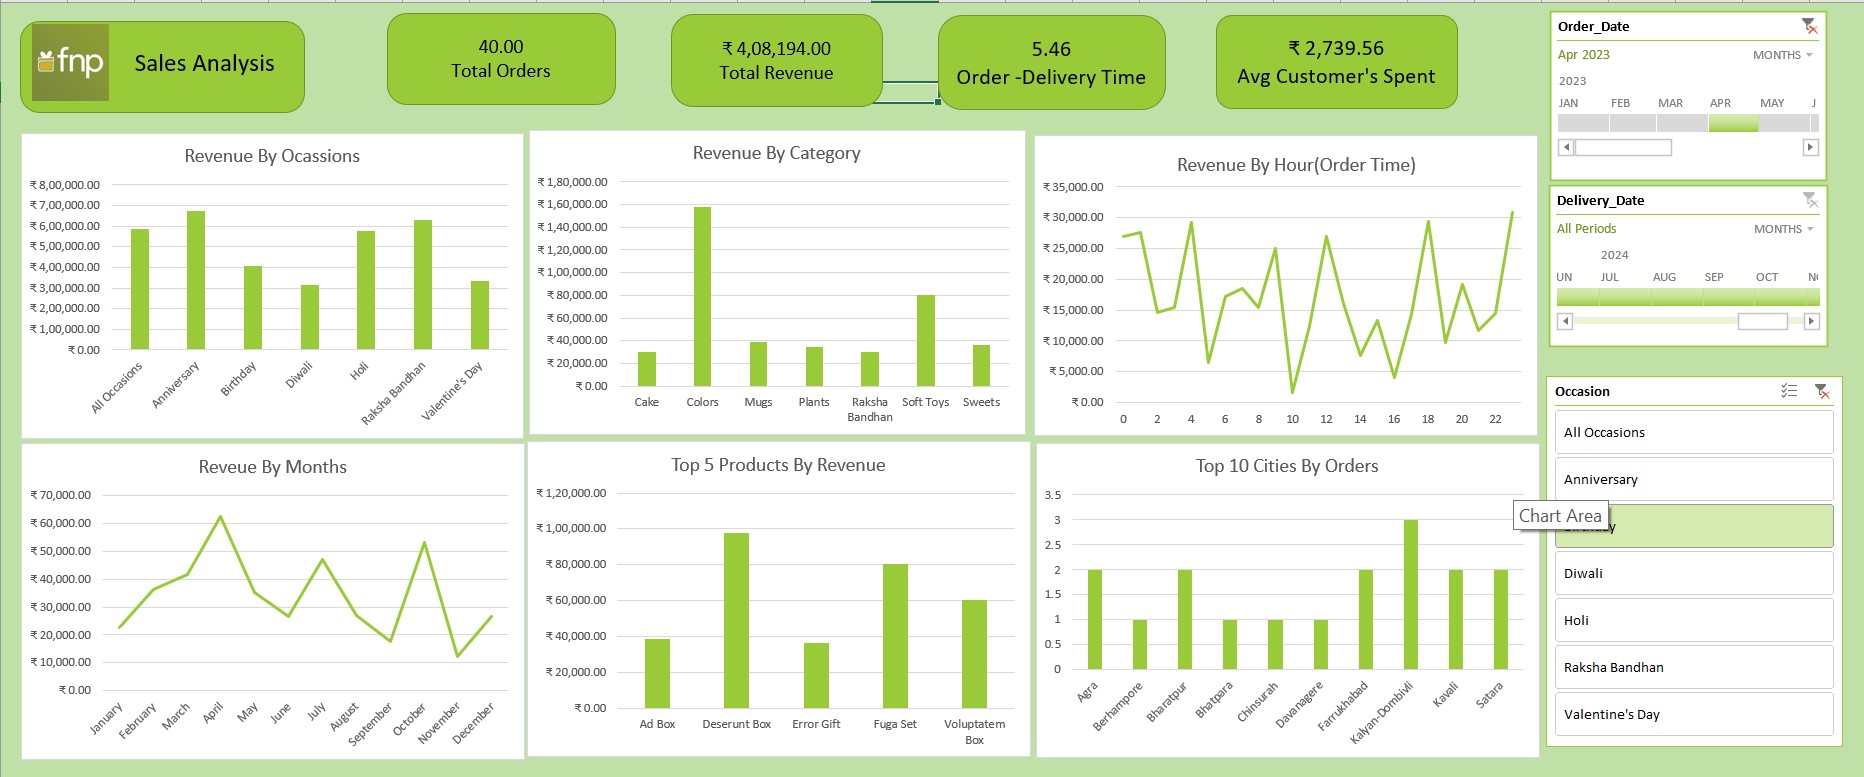 fnp
Sales Analysis
40.00
Total Orders
₹ 4,08,194.00
Total Revenue
5.46
Order -Delivery Time
₹ 2,739.56
Avg Customer's Spent
Order_Date
Apr 2023
MONTHS
2023
JAN FEB MAR APR MAY J
Delivery_Date
All Periods
MONTHS
2024
UN JUL AUG SEP OCT
Occasion
All Occasions
Anniversary
Chart Area
Diwali
Holi
Raksha Bandhan
Valentine's Day
Revenue By Ocassions
₹ 8,00,000.00
₹ 7,00,000.00
₹ 6,00,000.00
₹ 5,00,000.00
₹ 4,00,000.00
₹ 3,00,000.00
₹ 2,00,000.00
₹ 1,00,000.00
₹ 0.00
All Occasions
Anniversary
Birthday
Diwali
Holi
Raksha Bandhan
Valentine's Day
Revenue By Category
₹ 1,80,000.00
₹ 1,60,000.00
₹ 1,40,000.00
₹ 1,20,000.00
₹ 1,00,000.00
₹ 80,000.00
₹ 60,000.00
₹ 40,000.00
₹ 20,000.00
₹ 0.00
Cake Colors Mugs Plants Raksha Soft Toys Sweets
Bandhan
Revenue By Hour(Order Time)
₹ 35,000.00
₹ 30,000.00
₹ 25,000.00
₹ 20,000.00
₹ 15,000.00
₹ 10,000.00
₹ 5,000.00
₹ 0.00
0 2 4 6 8 10 12 14 16 18 20 22
Reveue By Months
₹ 70,000.00
₹ 60,000.00
₹ 50,000.00
₹ 40,000.00
₹ 30,000.00
₹ 20,000.00
₹ 10,000.00
₹ 0.00
January
February
March
April
May
June
July
August
September
October
November
December
Top 5 Products By Revenue
₹ 1,20,000.00
₹ 1,00,000.00
₹ 80,000.00
₹ 60,000.00
₹ 40,000.00
₹ 20,000.00
₹ 0.00
Ad Box Deserunt Box Error Gift Fuga Set Voluptatem
Box
Top 10 Cities By Orders
3.5
3
2.5
2
1.5
1
0.5
0
Agra
Berhampore
Bharatpur
Bhatpara
Chinsurah
Davanagere
Farrukhabad
Kalyan-Dombivli
Kavali
Satara